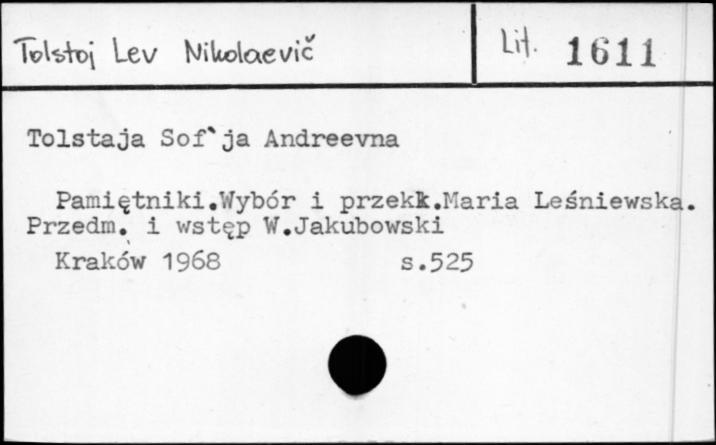 Tolstoj Lev Nikolaevič
Lit. 1611
Tolstaja Sof`ja Andreevna
Pamiętniki.Wybór i przekk.Maria Leśniewska.
Przedm. i wstęp W.Jakubowski
Kraków 1968 s.525